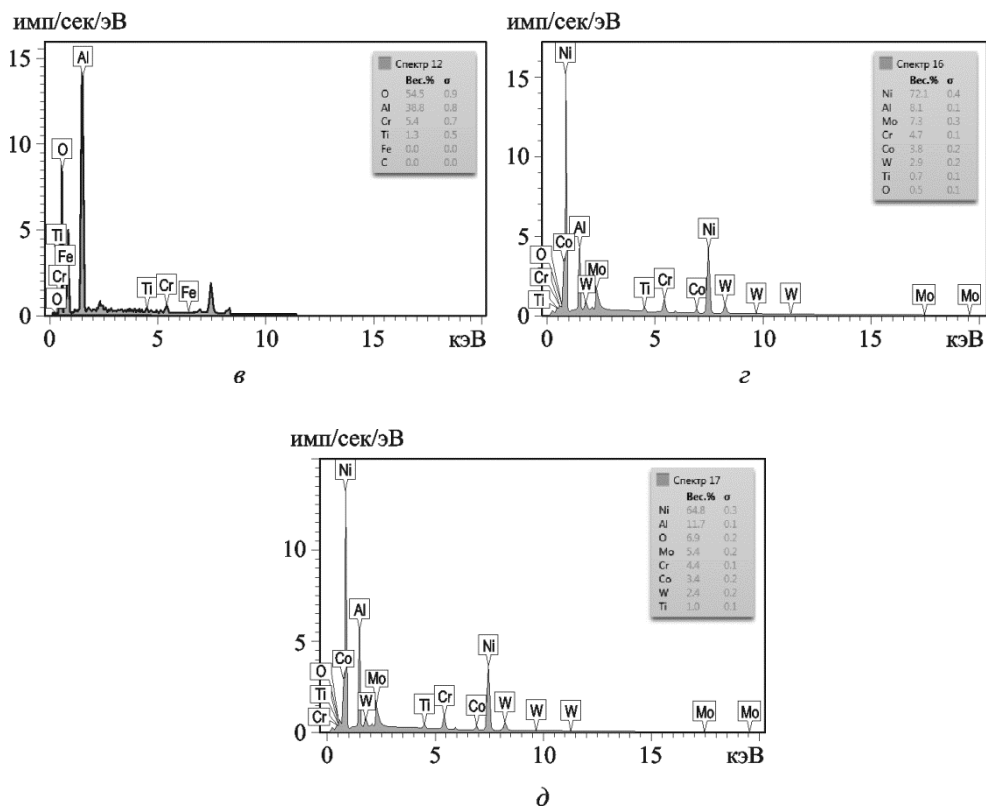 имп/сек/эВ
15
10
5
0
0 5 10 15
кэВ
Al
O
Ti
Fe
Cr
O
Ti Cr Fe
Спектр 12
Вес.% σ
O 54.5 0.9
Al 38.8 0.8
Cr 5.4 0.7
Ti 1.3 0.5
Fe 0.0 0.0
C 0.0 0.0
в
имп/сек/эВ
15
10
5
0
0 5 10 15
кэВ
Ni
Al Ni
O Co
Cr W Mo
Ti Ti Cr Co W W W Mo Mo
Спектр 16
Вес.% σ
Ni 72.1 0.4
Al 8.1 0.1
Mo 7.3 0.3
Cr 4.7 0.1
Co 3.8 0.2
W 2.9 0.2
Ti 0.7 0.1
O 0.5 0.1
г
имп/сек/эВ
10
5
0
0 5 10 15
кэВ
Ni
Al
Ni
O Co
Ti W Mo
Cr Ti Cr Co W W W Mo Mo
Спектр 17
Вес.% σ
Ni 64.8 0.3
Al 11.7 0.1
O 6.9 0.2
Mo 5.4 0.2
Cr 4.4 0.1
Co 3.4 0.2
W 2.4 0.2
Ti 1.0 0.1
д